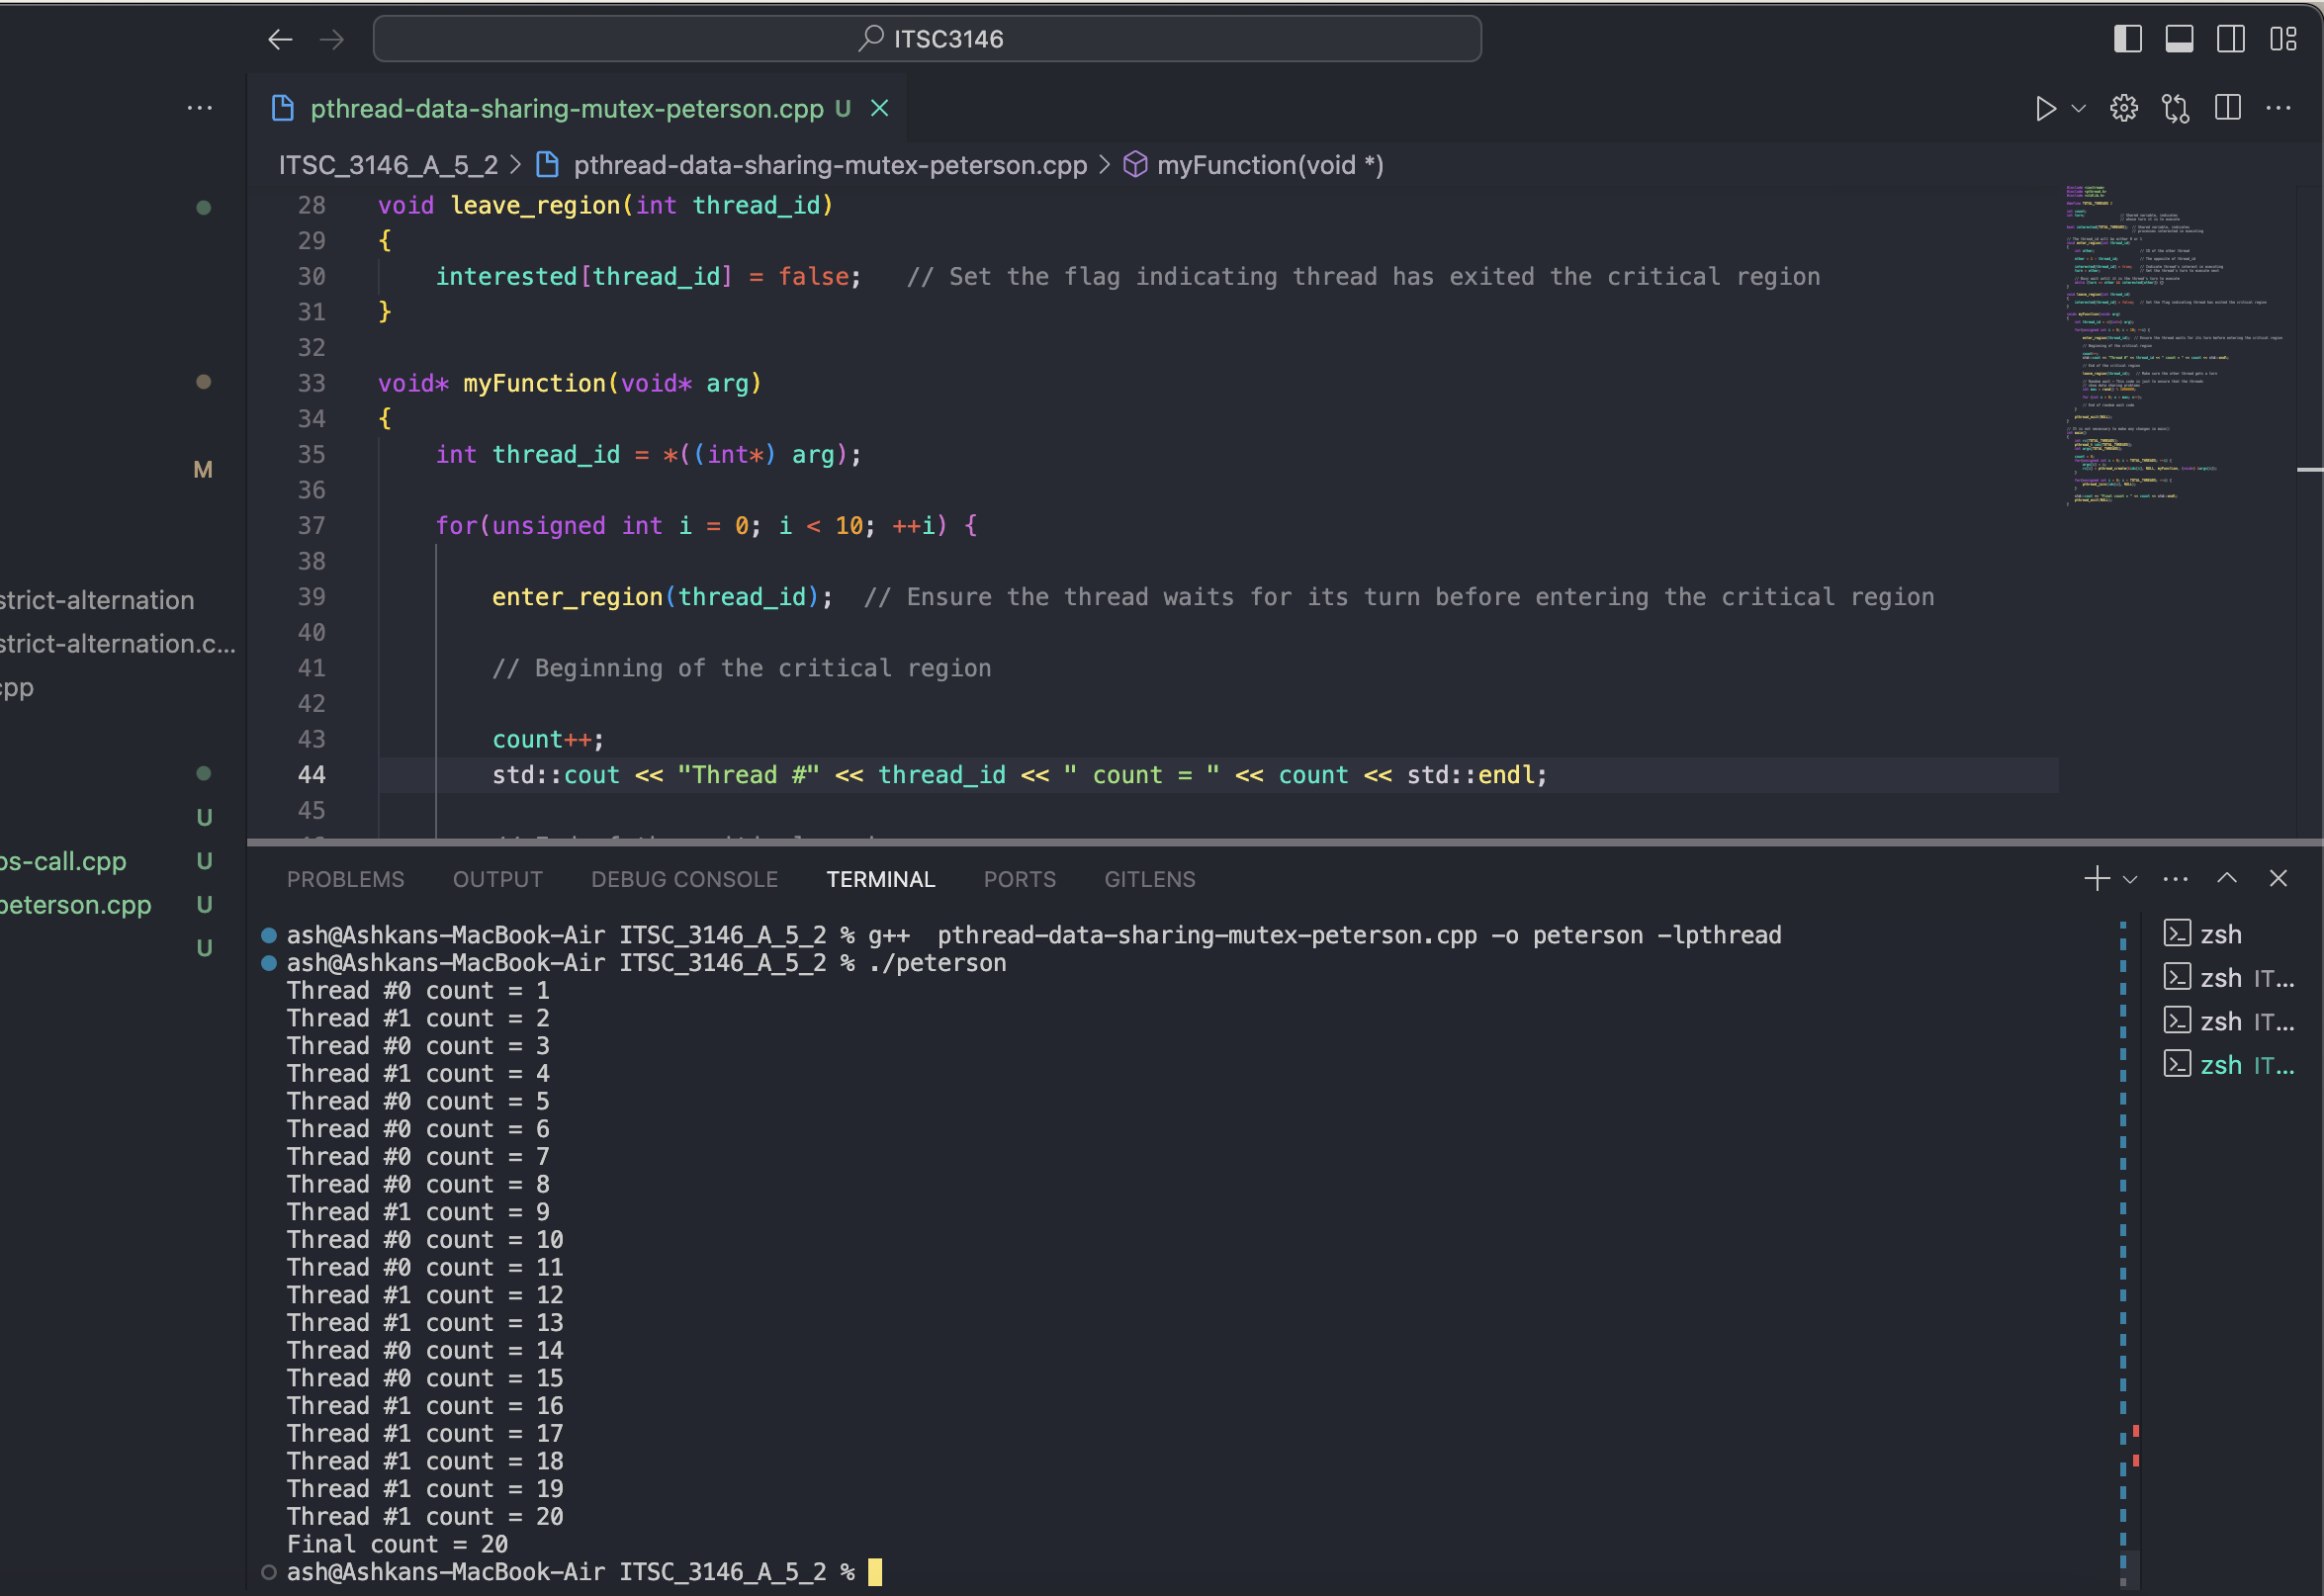 ITSC3146
pthread-data-sharing-mutex-peterson.cpp U
ITSC_3146_A_5_2 > pthread-data-sharing-mutex-peterson.cpp > myFunction(void *)
28 void leave_region(int thread_id)
29 {
30 interested[thread_id] = false; // Set the flag indicating thread has exited the critical region
31 }
32
33 void* myFunction(void* arg)
34 {
35 int thread_id = *((int*) arg);
36
37 for(unsigned int i = 0; i < 10; ++i) {
38
39 enter_region(thread_id); // Ensure the thread waits for its turn before entering the critical region
40
41 // Beginning of the critical region
42
43 count++;
44 std::cout << "Thread #" << thread_id << " count = " << count << std::endl;
45
M
strict-alternation
strict-alternation.c...
cpp
U
os-call.cpp U
peterson.cpp U
U
PROBLEMS OUTPUT DEBUG CONSOLE TERMINAL PORTS GITLENS
ash@Ashkans-MacBook-Air ITSC_3146_A_5_2 % g++  pthread-data-sharing-mutex-peterson.cpp -o peterson -lpthread
ash@Ashkans-MacBook-Air ITSC_3146_A_5_2 % ./peterson
Thread #0 count = 1
Thread #1 count = 2
Thread #0 count = 3
Thread #1 count = 4
Thread #0 count = 5
Thread #0 count = 6
Thread #0 count = 7
Thread #0 count = 8
Thread #1 count = 9
Thread #0 count = 10
Thread #0 count = 11
Thread #1 count = 12
Thread #1 count = 13
Thread #0 count = 14
Thread #0 count = 15
Thread #1 count = 16
Thread #1 count = 17
Thread #1 count = 18
Thread #1 count = 19
Thread #1 count = 20
Final count = 20
ash@Ashkans-MacBook-Air ITSC_3146_A_5_2 %
zsh
zsh IT...
zsh IT...
zsh IT...